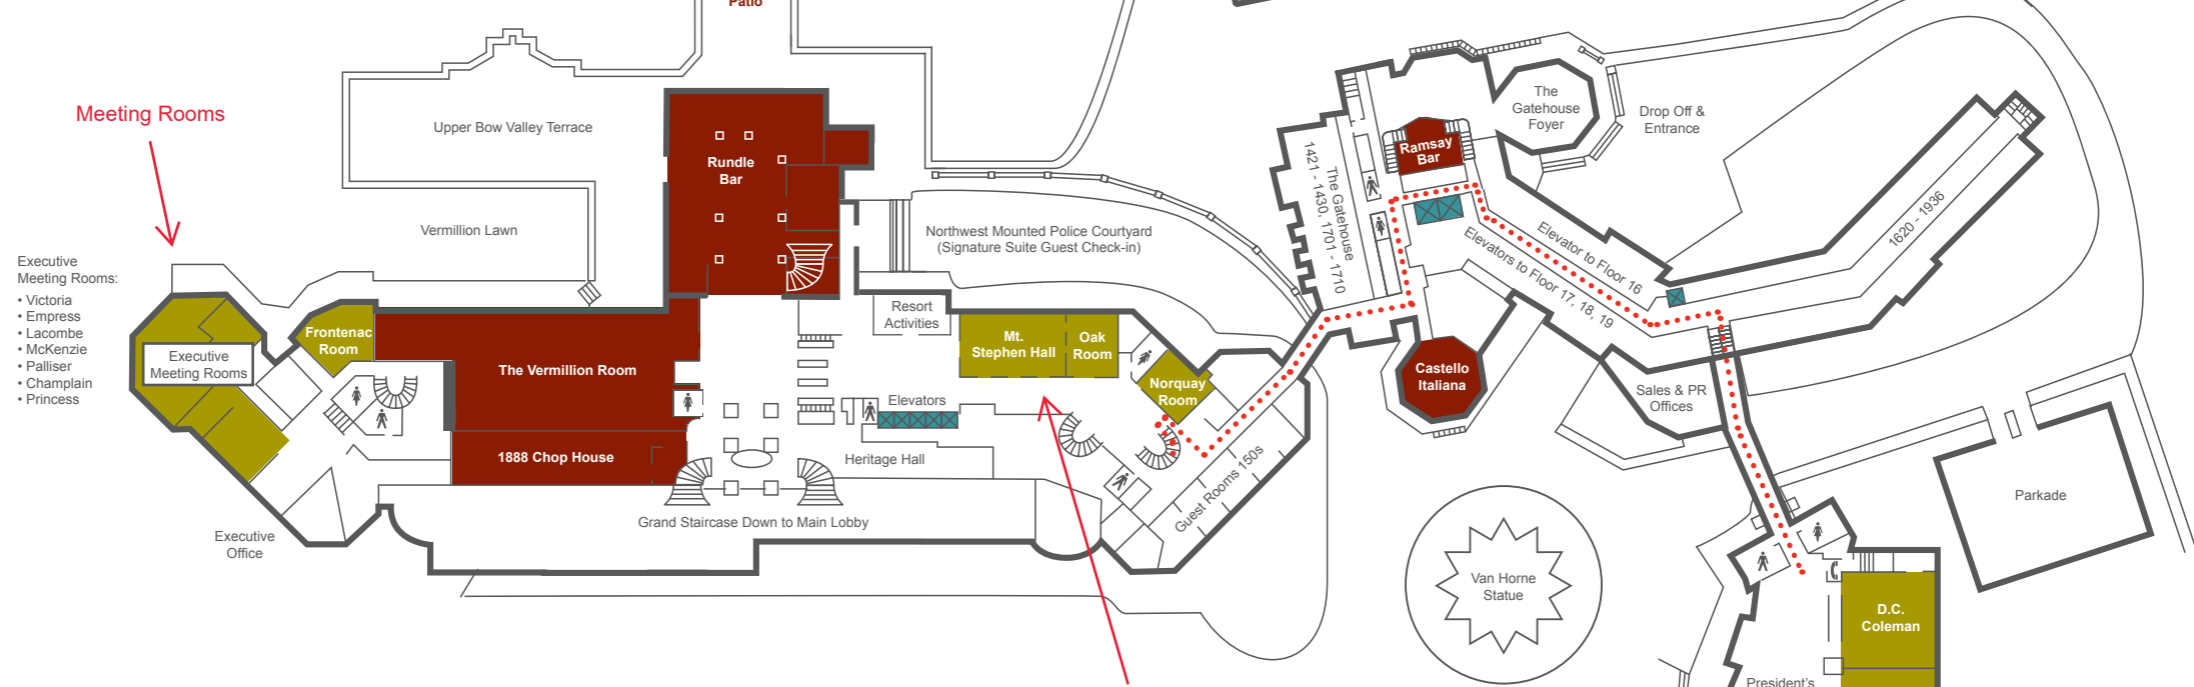 Patio
Meeting Rooms
Executive
Meeting Rooms:
• Victoria
• Empress
• Lacombe
• McKenzie
• Palliser
• Champlain
• Princess
Upper Bow Valley Terrace
Vermillion Lawn
Rundle
Bar
Northwest Mounted Police Courtyard
(Signature Suite Guest Check-in)
Executive
Meeting Rooms
Frontenac
Room
The Vermillion Room
1888 Chop House
Resort
Activities
Mt.
Stephen Hall
Oak
Room
Norquay
Room
Elevators
Heritage Hall
Grand Staircase Down to Main Lobby
Executive
Office
Guest Rooms 150s
The Gatehouse
1421 - 1430, 1701 - 1710
Ramsay
Bar
The
Gatehouse
Foyer
Drop Off &
Entrance
Elevator to Floor 16
Elevators to Floor 17, 18, 19
1620 - 1936
Castello
Italiana
Sales & PR
Offices
Parkade
Van Horne
Statue
D.C.
Coleman
President's